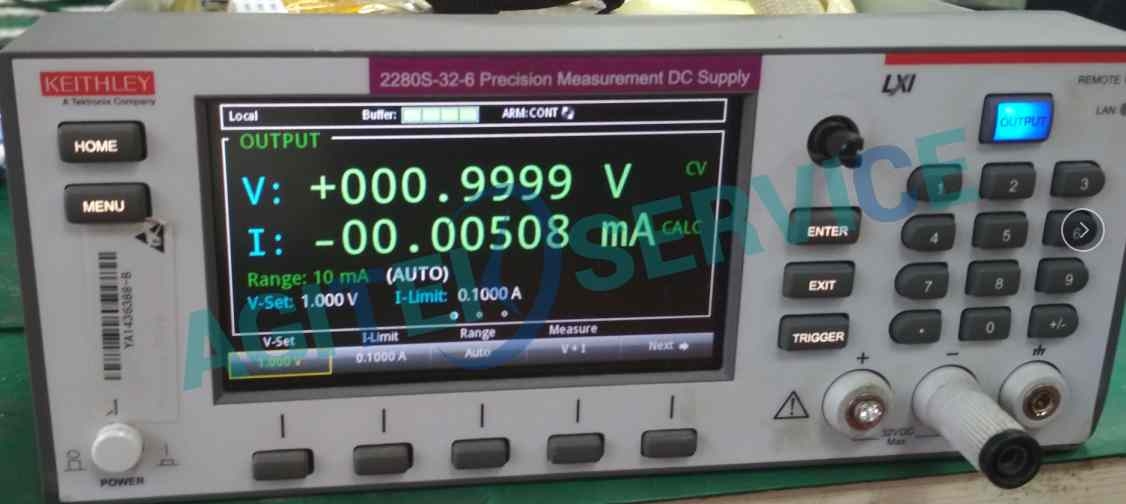 KEITHLEY
A Tektronix Company
2280S-32-6 Precision Measurement DC Supply
LXI
REMOTE
LAN
HOME
MENU
YA1436388-B
POWER
Local
Buffer:
ARM:CONT
OUTPUT
V: +000.9999 V
CV
I: -00.00508 mA
CALC
Range: 10 mA (AUTO)
V-Set: 1.000 V
I-Limit: 0.1000 A
V-Set
I-Limit
Range
Measure
1.000 V
0.1000 A
Auto
V + I
Next
OUTPUT
1
2
3
ENTER
4
5
6
EXIT
7
8
9
TRIGGER
.
0
+/-
+
-
32VDC
Max
AGITEK SERVICE